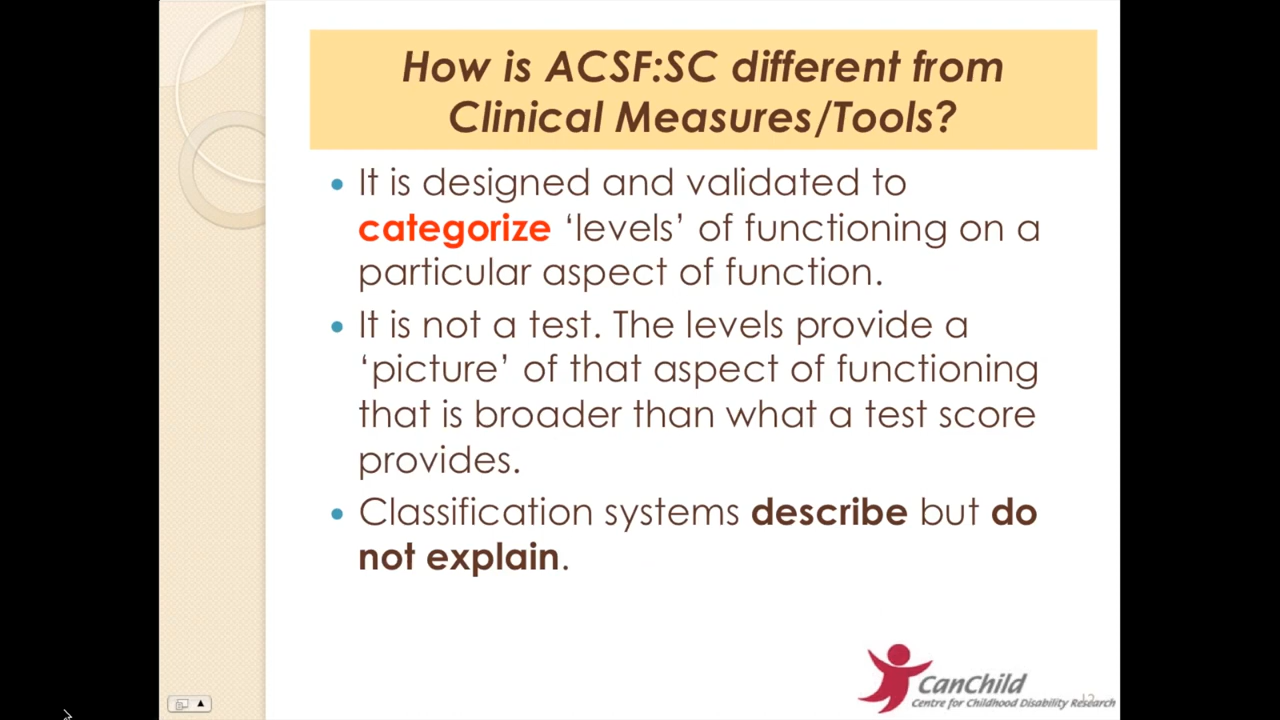 How is ACSF:SC different from
Clinical Measures/Tools?
• It is designed and validated to
categorize ‘levels’ of functioning on a
particular aspect of function.
• It is not a test. The levels provide a
‘picture’ of that aspect of functioning
that is broader than what a test score
provides.
• Classification systems describe but do
not explain.
CanChild
12
Centre for Childhood Disability Research